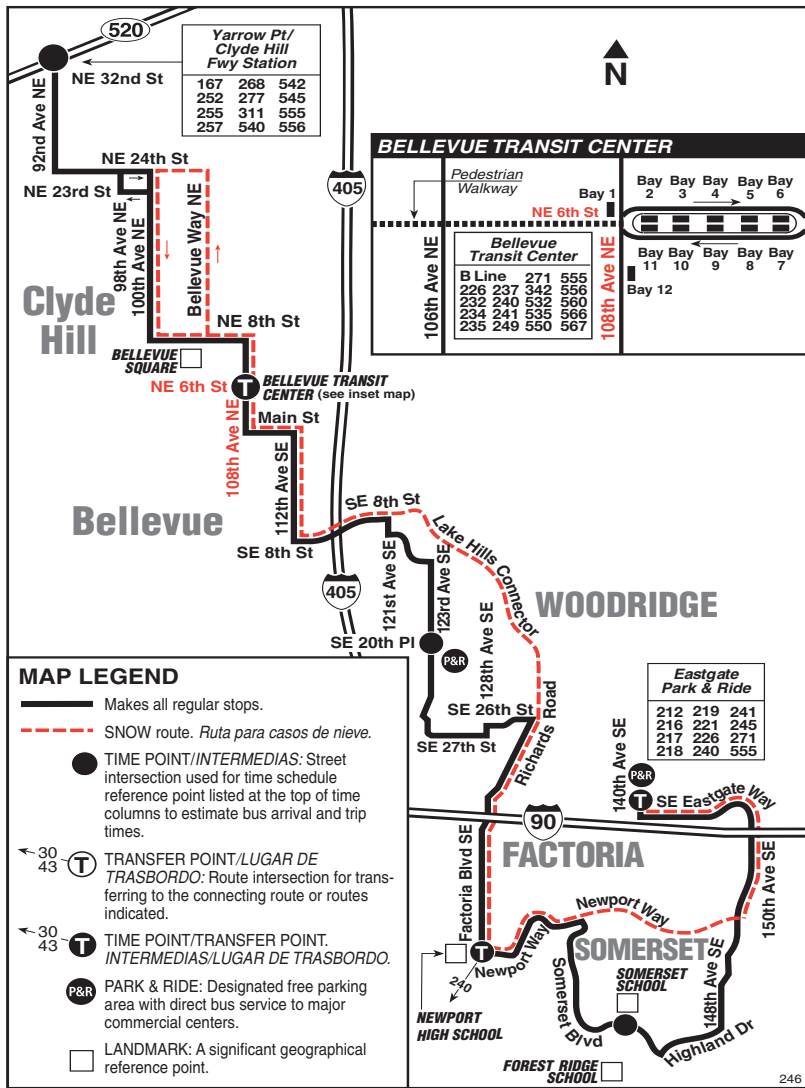 520
Yarrow Pt/
Clyde Hill
Fwy Station
167 268 542
252 277 545
255 311 555
257 540 556
NE 32nd St
92nd Ave NE
N
405
BELLEVUE TRANSIT CENTER
Pedestrian
Walkway
Bay 1
NE 6th St
Bay 2
Bay 3
Bay 4
Bay 5
Bay 6
Bay 11
Bay 10
Bay 9
Bay 8
Bay 7
Bay 12
106th Ave NE
108th Ave NE
Bellevue
Transit Center
B Line 271 555
226 237 342 556
232 240 532 560
234 241 535 566
235 249 550 567
NE 24th St
NE 23rd St
98th Ave NE
100th Ave NE
Bellevue Way NE
Clyde
Hill
NE 8th St
BELLEVUE
SQUARE
NE 6th St
T
BELLEVUE TRANSIT
CENTER (see inset map)
108th Ave NE
Main St
112th Ave SE
Bellevue
SE 8th St
SE 8th St
Lake Hills Connector
405
121st Ave SE
123rd Ave SE
WOODRIDGE
SE 20th Pl
P&R
128th Ave SE
SE 26th St
SE 27th St
Richards Road
Eastgate
Park & Ride
212 219 241
216 221 245
217 226 271
218 240 555
140th Ave SE
P&R
T
SE Eastgate Way
90
FACTORIA
Factoria Blvd SE
150th Ave SE
Newport Way
T
Newport Way
240
NEWPORT
HIGH SCHOOL
SOMERSET
SOMERSET
SCHOOL
148th Ave SE
Somerset Blvd
Highland Dr
FOREST RIDGE
SCHOOL
246
MAP LEGEND
Makes all regular stops.
SNOW route. Ruta para casos de nieve.
TIME POINT/INTERMEDIAS: Street
intersection used for time schedule
reference point listed at the top of time
columns to estimate bus arrival and trip
times.
30
43
T
TRANSFER POINT/LUGAR DE
TRASBORDO: Route intersection for trans-
ferring to the connecting route or routes
indicated.
30
43
T
TIME POINT/TRANSFER POINT.
INTERMEDIAS/LUGAR DE TRASBORDO.
P&R
PARK & RIDE: Designated free parking
area with direct bus service to major
commercial centers.
LANDMARK: A significant geographical
reference point.